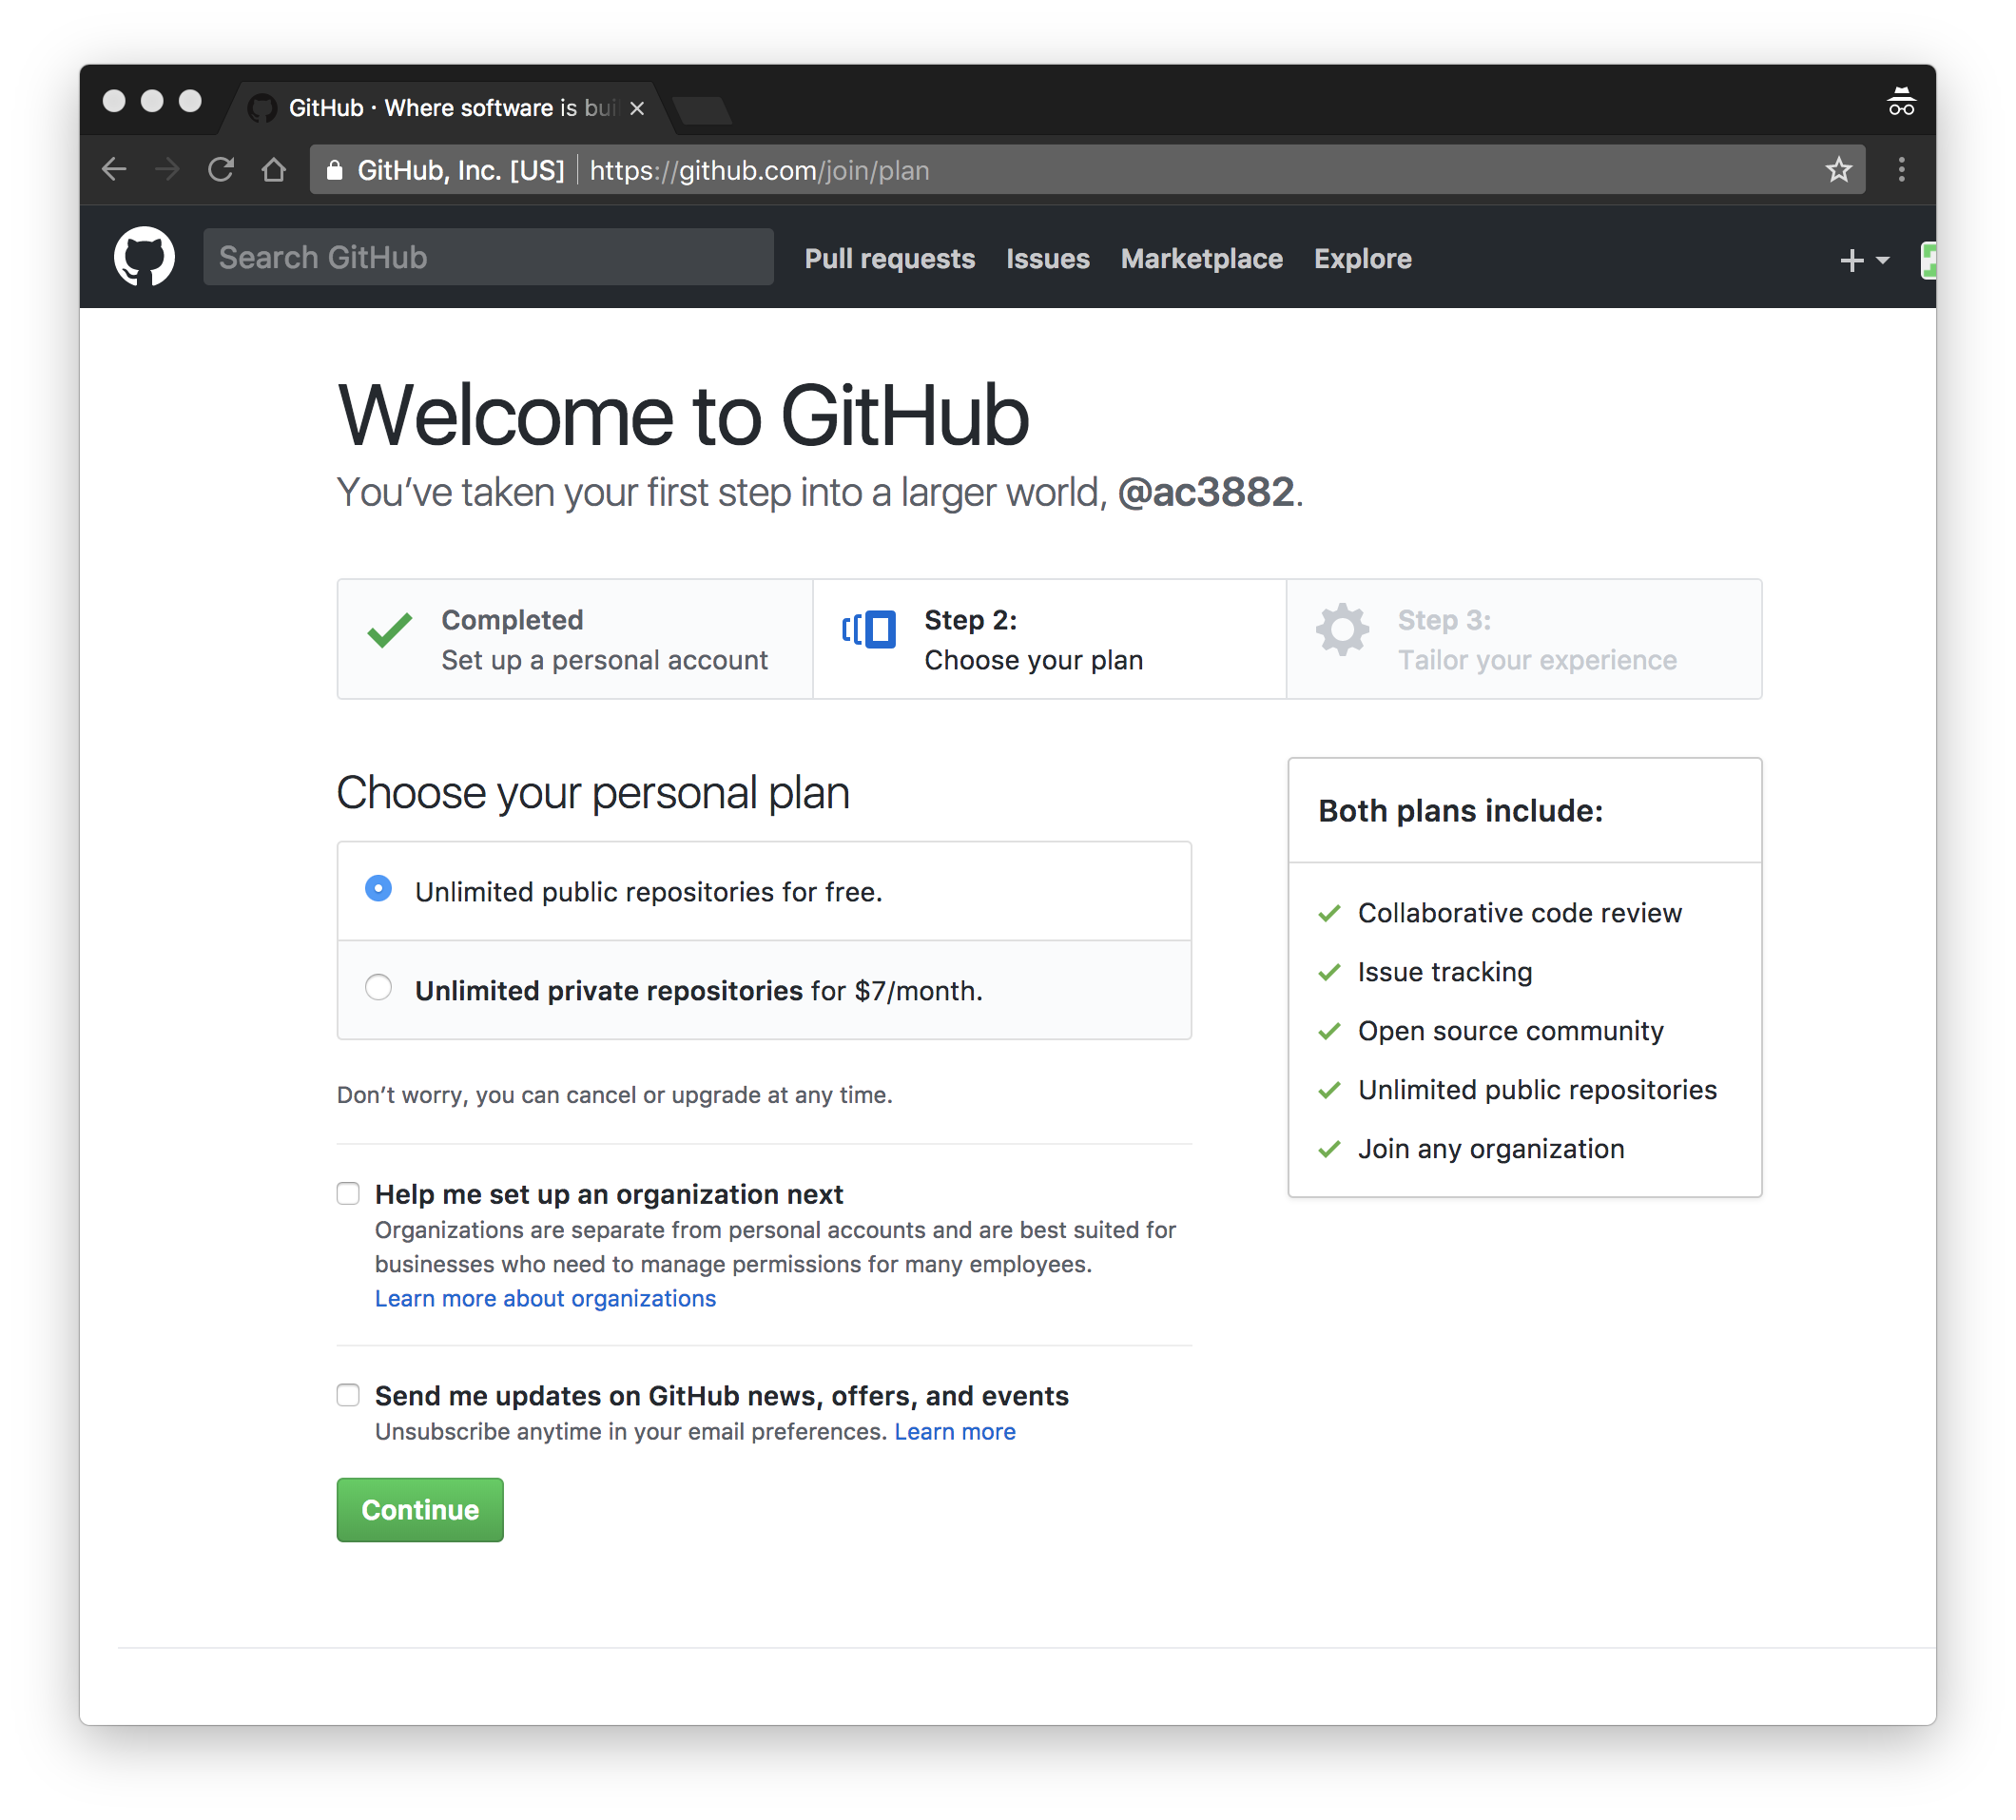 GitHub · Where software is bui
GitHub, Inc. [US] https://github.com/join/plan
Search GitHub
Pull requests
Issues
Marketplace
Explore
Welcome to GitHub
You’ve taken your first step into a larger world, @ac3882.
Completed
Set up a personal account
Step 2:
Choose your plan
Step 3:
Tailor your experience
Choose your personal plan
Unlimited public repositories for free.
Unlimited private repositories for $7/month.
Don’t worry, you can cancel or upgrade at any time.
Help me set up an organization next
Organizations are separate from personal accounts and are best suited for
businesses who need to manage permissions for many employees.
Learn more about organizations
Send me updates on GitHub news, offers, and events
Unsubscribe anytime in your email preferences. Learn more
Continue
Both plans include:
Collaborative code review
Issue tracking
Open source community
Unlimited public repositories
Join any organization